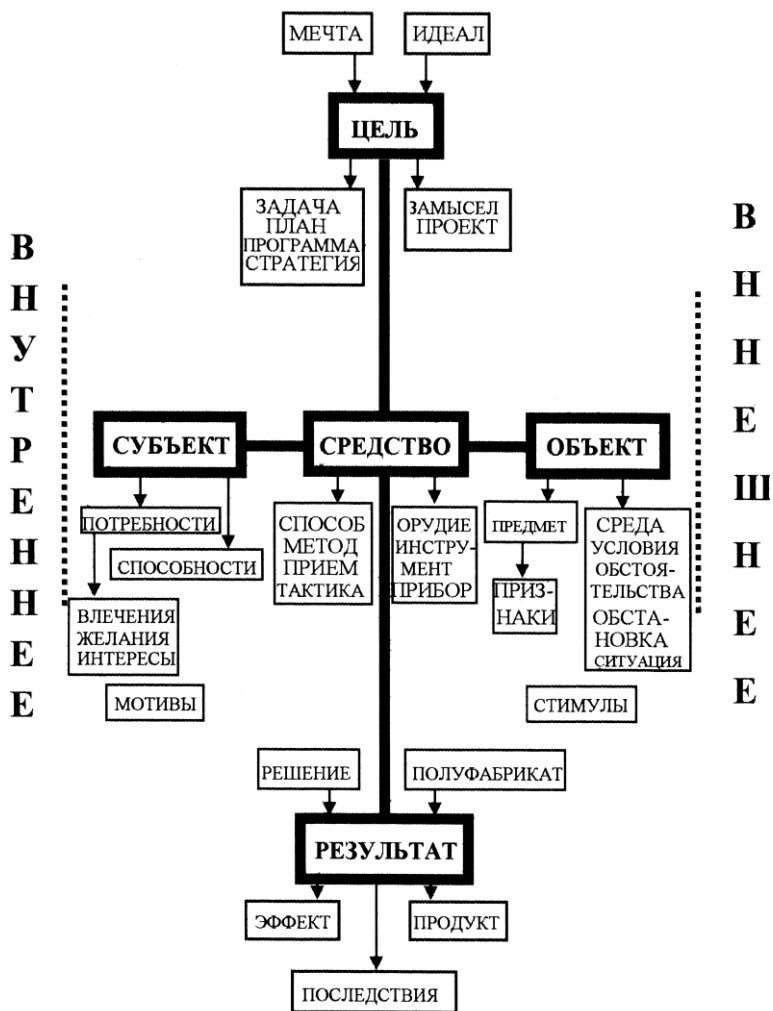 МЕЧТА
ИДЕАЛ
ЦЕЛЬ
ЗАДАЧА
ПЛАН
ПРОГРАММА
СТРАТЕГИЯ
ЗАМЫСЕЛ
ПРОЕКТ
ВНУТРЕННЕЕ
ВННЕШНЕЕ
СУБЪЕКТ
СРЕДСТВО
ОБЪЕКТ
ПОТРЕБНОСТИ
СПОСОБНОСТИ
ВЛЕЧЕНИЯ
ЖЕЛАНИЯ
ИНТЕРЕСЫ
МОТИВЫ
СПОСОБ
МЕТОД
ПРИЕМ
ТАКТИКА
ОРУДИЕ
ИНСТРУ-
МЕНТ
ПРИБОР
ПРЕДМЕТ
ПРИЗ-
НАКИ
СРЕДА
УСЛОВИЯ
ОБСТОЯ-
ТЕЛЬСТВА
ОБСТА-
НОВКА
СИТУАЦИЯ
СТИМУЛЫ
РЕШЕНИЕ
ПОЛУФАБРИКАТ
РЕЗУЛЬТАТ
ЭФФЕКТ
ПРОДУКТ
ПОСЛЕДСТВИЯ